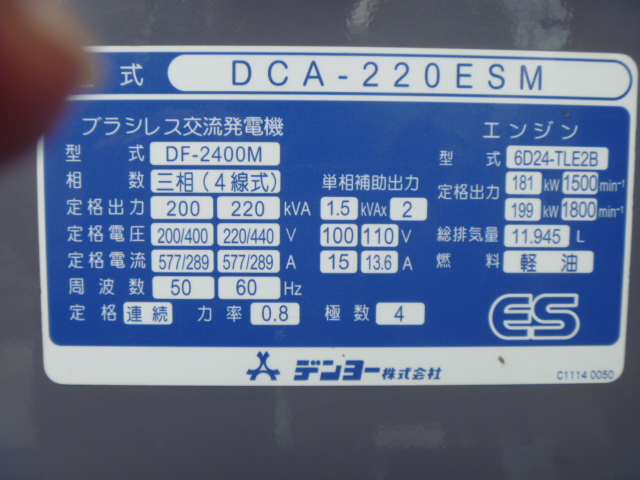 式 DCA-220ESM
ブラシレス交流発電機
型式 DF-2400M
相数 三相(4線式)
定格出力 200 220 kVA
定格電圧 200/400 220/440 V
定格電流 577/289 577/289 A
周波数 50 60 Hz
定格 連続 力率 0.8 極数 4
単相補助出力
1.5 kVAx 2
100 110 V
15 13.6 A
エンジン
型式 6D24-TLE2B
定格出力 181 kW 1500 min⁻¹
199 kW 1800 min⁻¹
総排気量 11.945 L
燃料 軽油
ES
デンヨー株式会社
C1114 0050